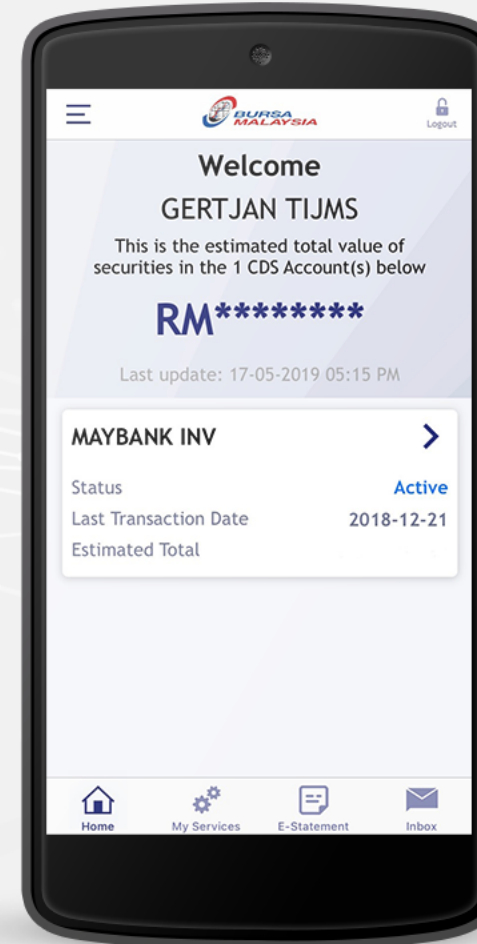 BURSA
MALAYSIA
Logout
Welcome
GERTJAN TIJMS
This is the estimated total value of
securities in the 1 CDS Account(s) below
RM********
Last update: 17-05-2019 05:15 PM
MAYBANK INV
Status Active
Last Transaction Date 2018-12-21
Estimated Total
Home My Services E-Statement Inbox